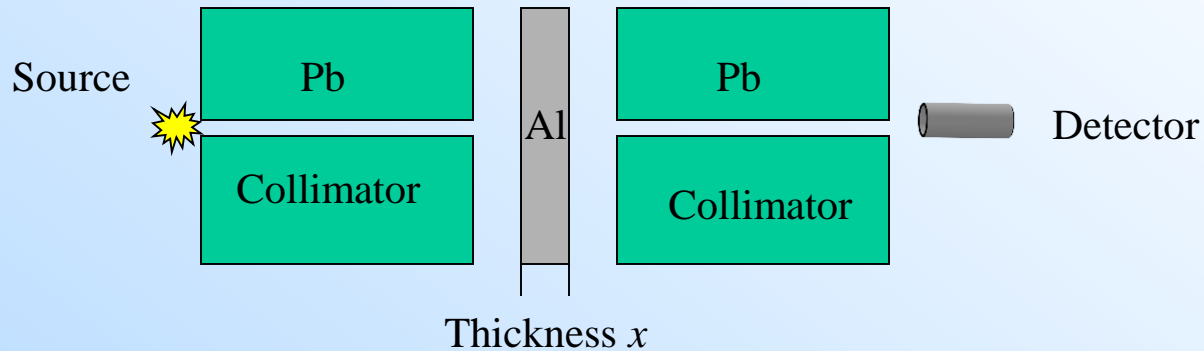 Source
Pb
Al
Pb
Detector
Collimator
Collimator
Thickness x